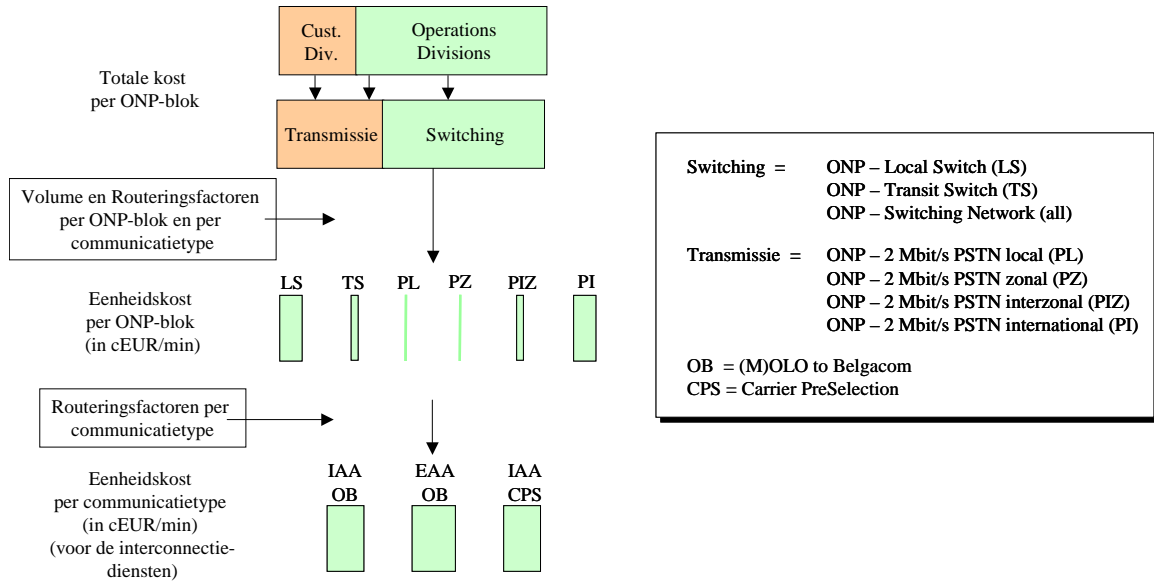 Cust.
Div.
Operations
Divisions
Totale kost
per ONP-blok
Transmissie
Switching
Volume en Routeringsfactoren
per ONP-blok en per
communicatietype
LS TS PL PZ PIZ PI
Eenheidskost
per ONP-blok
(in cEUR/min)
Routeringsfactoren per
communicatietype
IAA
OB
EAA
OB
IAA
CPS
Eenheidskost
per communicatietype
(in cEUR/min)
(voor de interconnectie-
diensten)
Switching = ONP – Local Switch (LS)
ONP – Transit Switch (TS)
ONP – Switching Network (all)
Transmissie = ONP – 2 Mbit/s PSTN local (PL)
ONP – 2 Mbit/s PSTN zonal (PZ)
ONP – 2 Mbit/s PSTN interzonal (PIZ)
ONP – 2 Mbit/s PSTN international (PI)
OB = (M)OLO to Belgacom
CPS = Carrier PreSelection